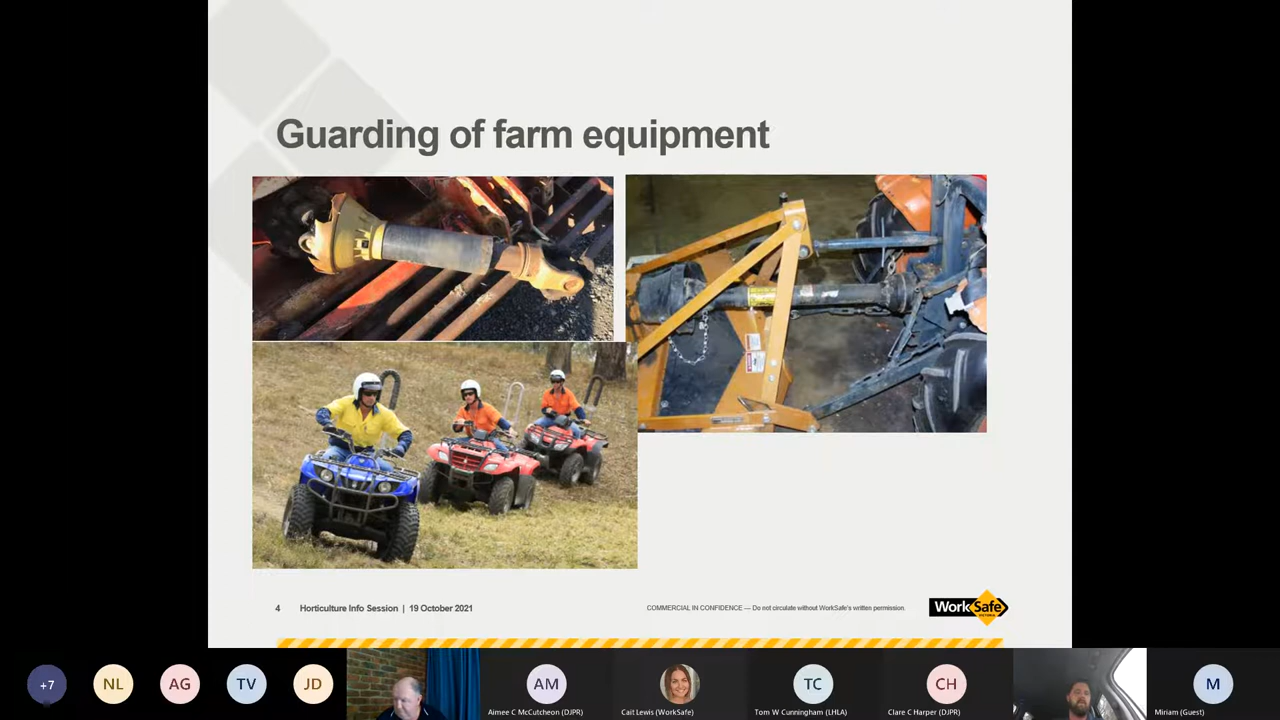 Guarding of farm equipment
4 Horticulture Info Session | 19 October 2021
COMMERCIAL IN CONFIDENCE — Do not circulate without WorkSafe's written permission.
WorkSafe
VICTORIA
+7
NL
AG
TV
JD
AM
Aimee C McCutcheon (DJPR)
Cait Lewis (WorkSafe)
TC
Tom W Cunningham (LHLA)
CH
Clare C Harper (DJPR)
M
Miriam (Guest)